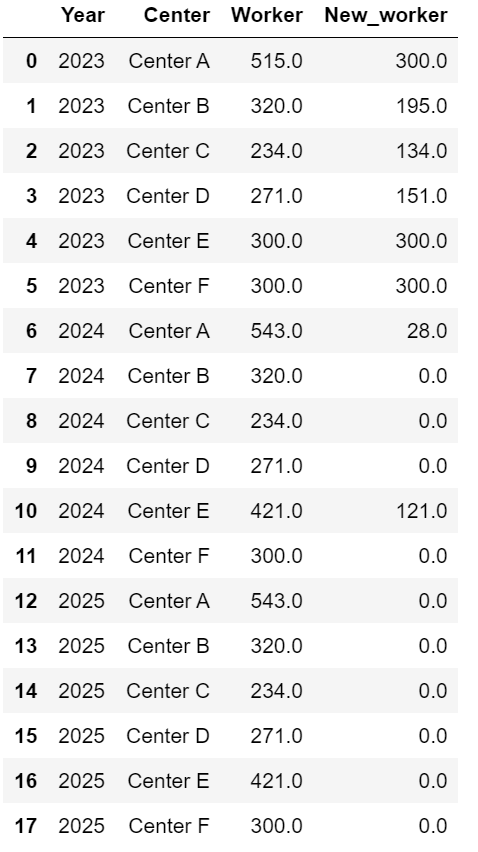 Year Center Worker New_worker
0 2023 Center A 515.0 300.0
1 2023 Center B 320.0 195.0
2 2023 Center C 234.0 134.0
3 2023 Center D 271.0 151.0
4 2023 Center E 300.0 300.0
5 2023 Center F 300.0 300.0
6 2024 Center A 543.0 28.0
7 2024 Center B 320.0 0.0
8 2024 Center C 234.0 0.0
9 2024 Center D 271.0 0.0
10 2024 Center E 421.0 121.0
11 2024 Center F 300.0 0.0
12 2025 Center A 543.0 0.0
13 2025 Center B 320.0 0.0
14 2025 Center C 234.0 0.0
15 2025 Center D 271.0 0.0
16 2025 Center E 421.0 0.0
17 2025 Center F 300.0 0.0